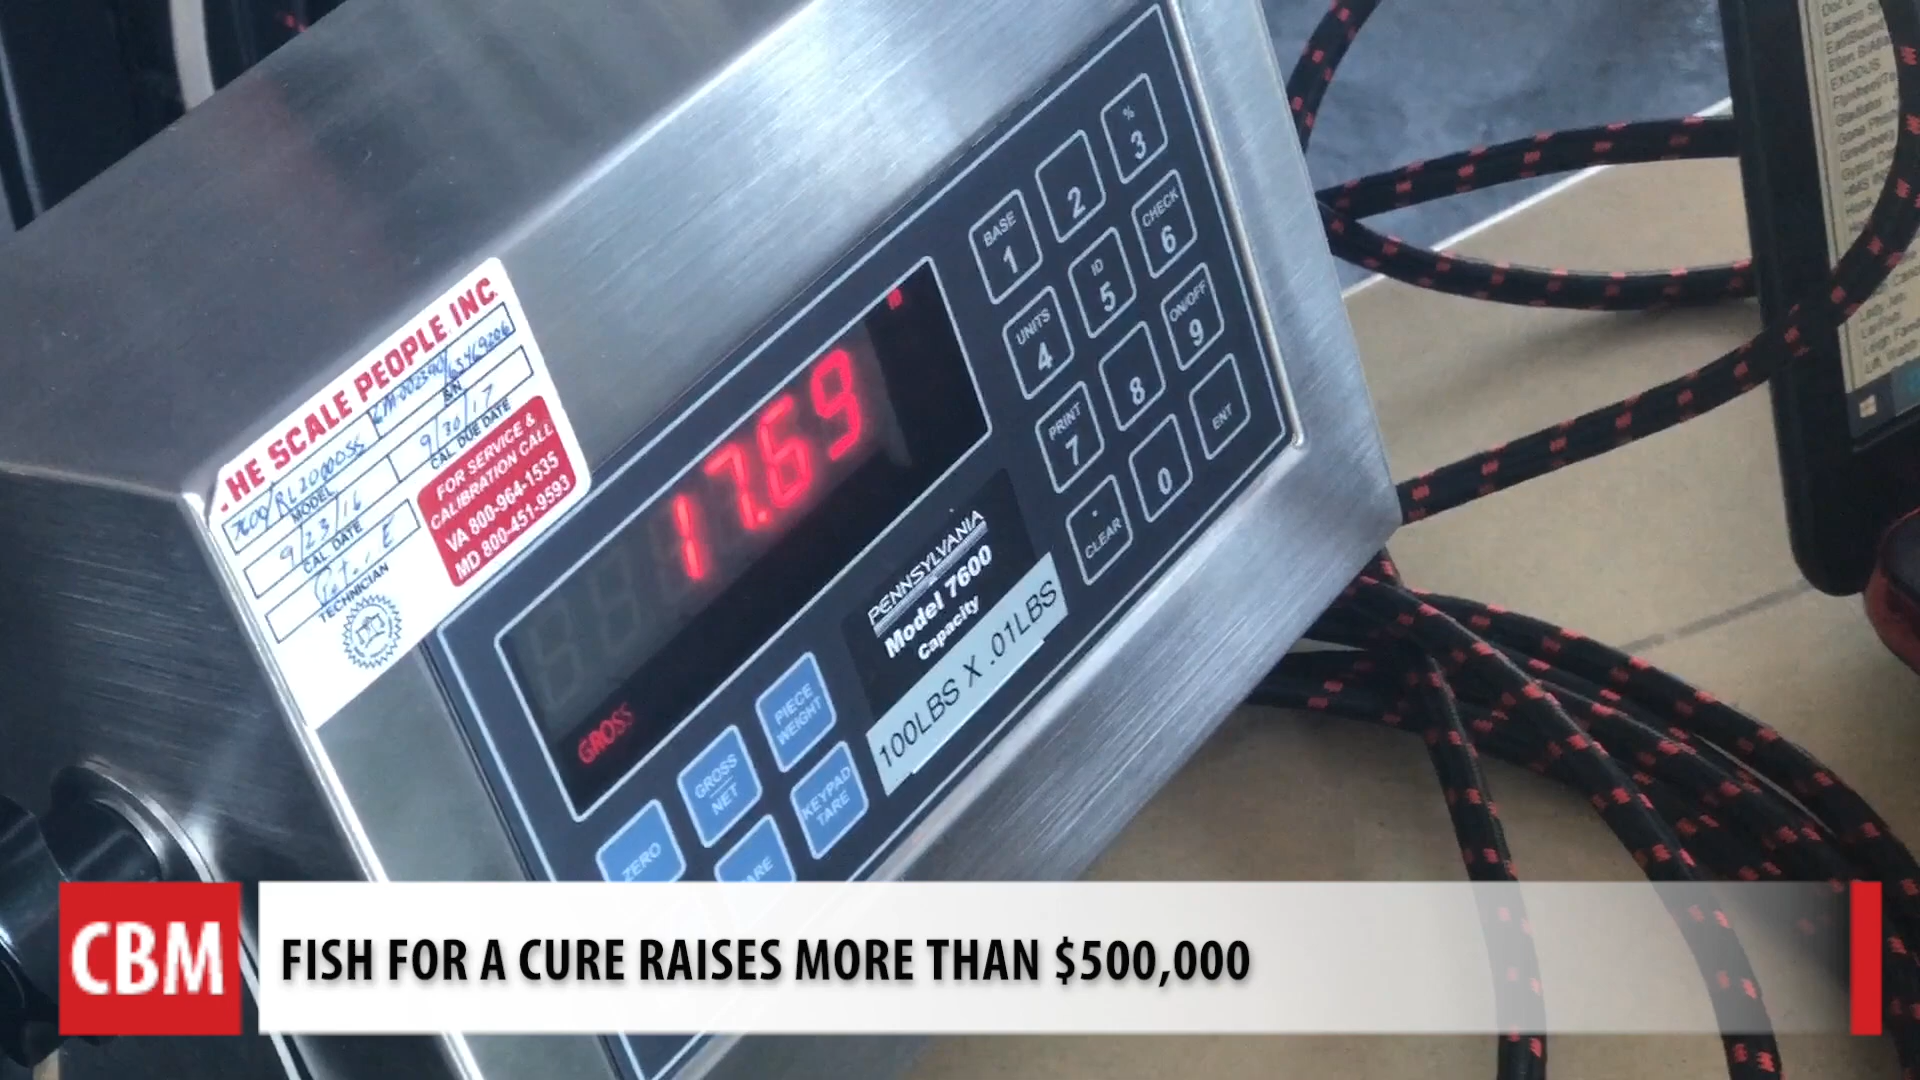 HE SCALE PEOPLE, INC.
MODEL
S/N
9/23/16
9/30/17
CAL DATE
CAL DUE DATE
TECHNICIAN
FOR SERVICE &
CALIBRATION CALL
VA 800-964-1535
MD 800-451-9593
17.69
GROSS
BASE
1
2
%
3
UNITS
4
ID
5
CHECK
6
PRINT
7
8
ON/OFF
9
CLEAR
0
ENT
PENNSYLVANIA
Model 7600
Capacity
100LBS X .01LBS
ZERO
GROSS
NET
PIECE
WEIGHT
ARE
KEYPAD
TARE
EXODUS
CBM
FISH FOR A CURE RAISES MORE THAN $500,000